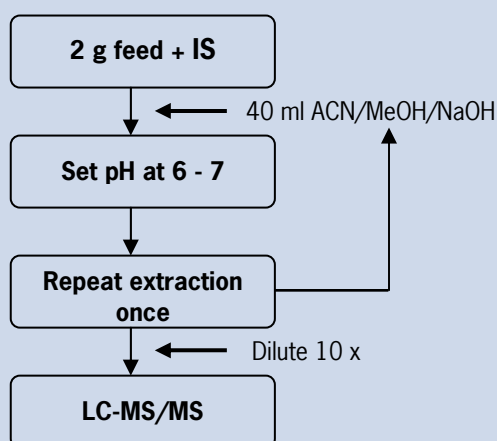 2 g feed + IS
40 ml ACN/MeOH/NaOH
Set pH at 6 - 7
Repeat extraction
once
Dilute 10 x
LC-MS/MS